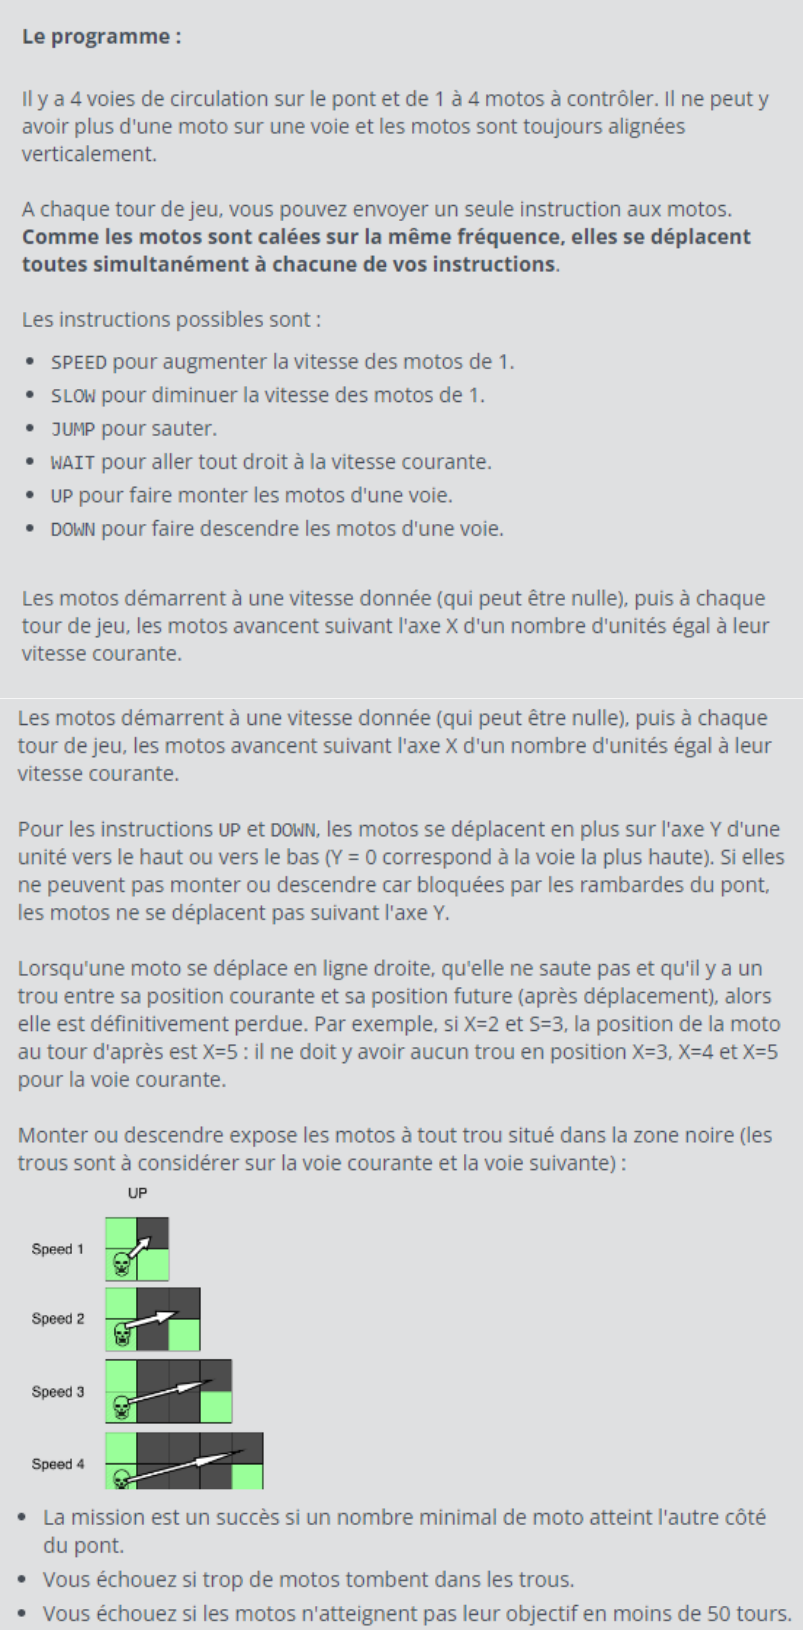 Le programme :
Il y a 4 voies de circulation sur le pont et de 1 à 4 motos à contrôler. Il ne peut y
avoir plus d'une moto sur une voie et les motos sont toujours alignées
verticalement.
A chaque tour de jeu, vous pouvez envoyer un seule instruction aux motos.
Comme les motos sont calées sur la même fréquence, elles se déplacent
toutes simultanément à chacune de vos instructions.
Les instructions possibles sont :
• SPEED pour augmenter la vitesse des motos de 1.
• SLOW pour diminuer la vitesse des motos de 1.
• JUMP pour sauter.
• WAIT pour aller tout droit à la vitesse courante.
• UP pour faire monter les motos d'une voie.
• DOWN pour faire descendre les motos d'une voie.
Les motos démarrent à une vitesse donnée (qui peut être nulle), puis à chaque
tour de jeu, les motos avancent suivant l'axe X d'un nombre d'unités égal à leur
vitesse courante.
Les motos démarrent à une vitesse donnée (qui peut être nulle), puis à chaque
tour de jeu, les motos avancent suivant l'axe X d'un nombre d'unités égal à leur
vitesse courante.
Pour les instructions UP et DOWN, les motos se déplacent en plus sur l'axe Y d'une
unité vers le haut ou vers le bas (Y = 0 correspond à la voie la plus haute). Si elles
ne peuvent pas monter ou descendre car bloquées par les rambardes du pont,
les motos ne se déplacent pas suivant l'axe Y.
Lorsqu'une moto se déplace en ligne droite, qu'elle ne saute pas et qu'il y a un
trou entre sa position courante et sa position future (après déplacement), alors
elle est définitivement perdue. Par exemple, si X=2 et S=3, la position de la moto
au tour d'après est X=5 : il ne doit y avoir aucun trou en position X=3, X=4 et X=5
pour la voie courante.
Monter ou descendre expose les motos à tout trou situé dans la zone noire (les
trous sont à considérer sur la voie courante et la voie suivante) :
UP
Speed 1
Speed 2
Speed 3
Speed 4
• La mission est un succès si un nombre minimal de moto atteint l'autre côté
du pont.
• Vous échouez si trop de motos tombent dans les trous.
• Vous échouez si les motos n'atteignent pas leur objectif en moins de 50 tours.